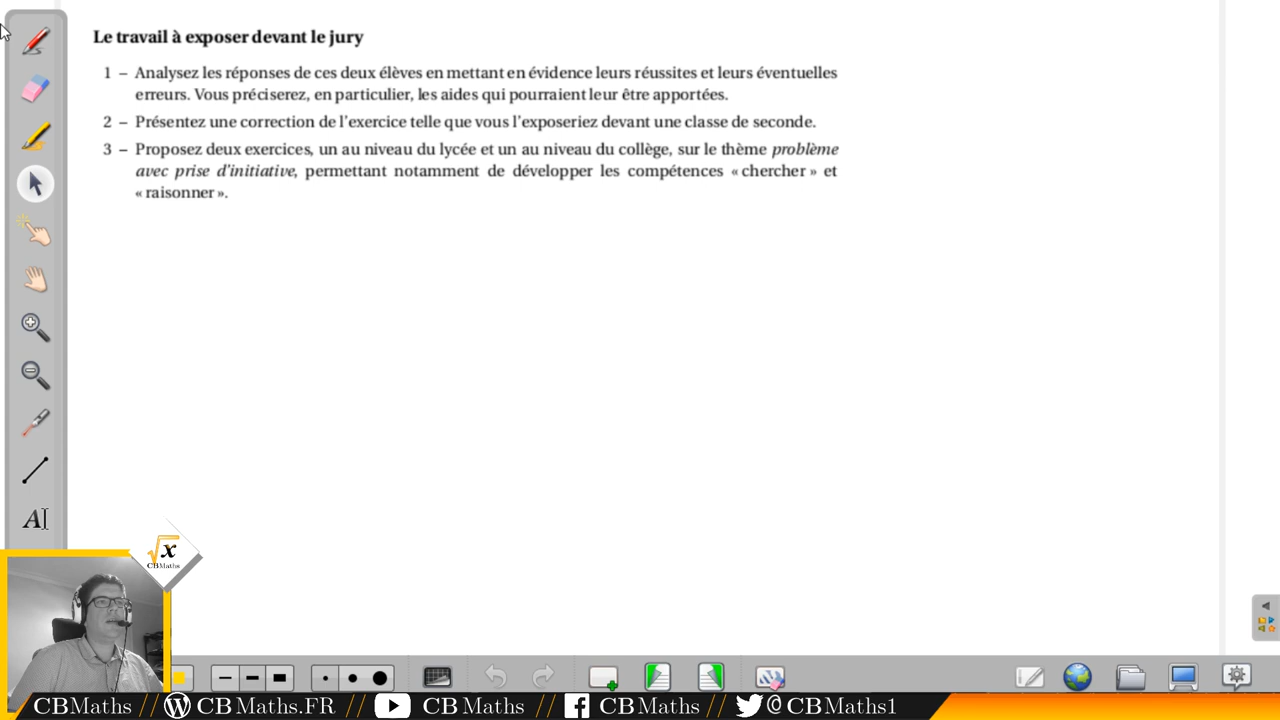 Le travail à exposer devant le jury
1 – Analysez les réponses de ces deux élèves en mettant en évidence leurs réussites et leurs éventuelles
erreurs. Vous préciserez, en particulier, les aides qui pourraient leur être apportées.
2 – Présentez une correction de l'exercice telle que vous l'exposeriez devant une classe de seconde.
3 – Proposez deux exercices, un au niveau du lycée et un au niveau du collège, sur le thème problème
avec prise d'initiative, permettant notamment de développer les compétences « chercher » et
« raisonner ».
AI
√x
CBMaths
CBMaths // CBMaths.FR // CBMaths // CBMaths // @CBMaths1